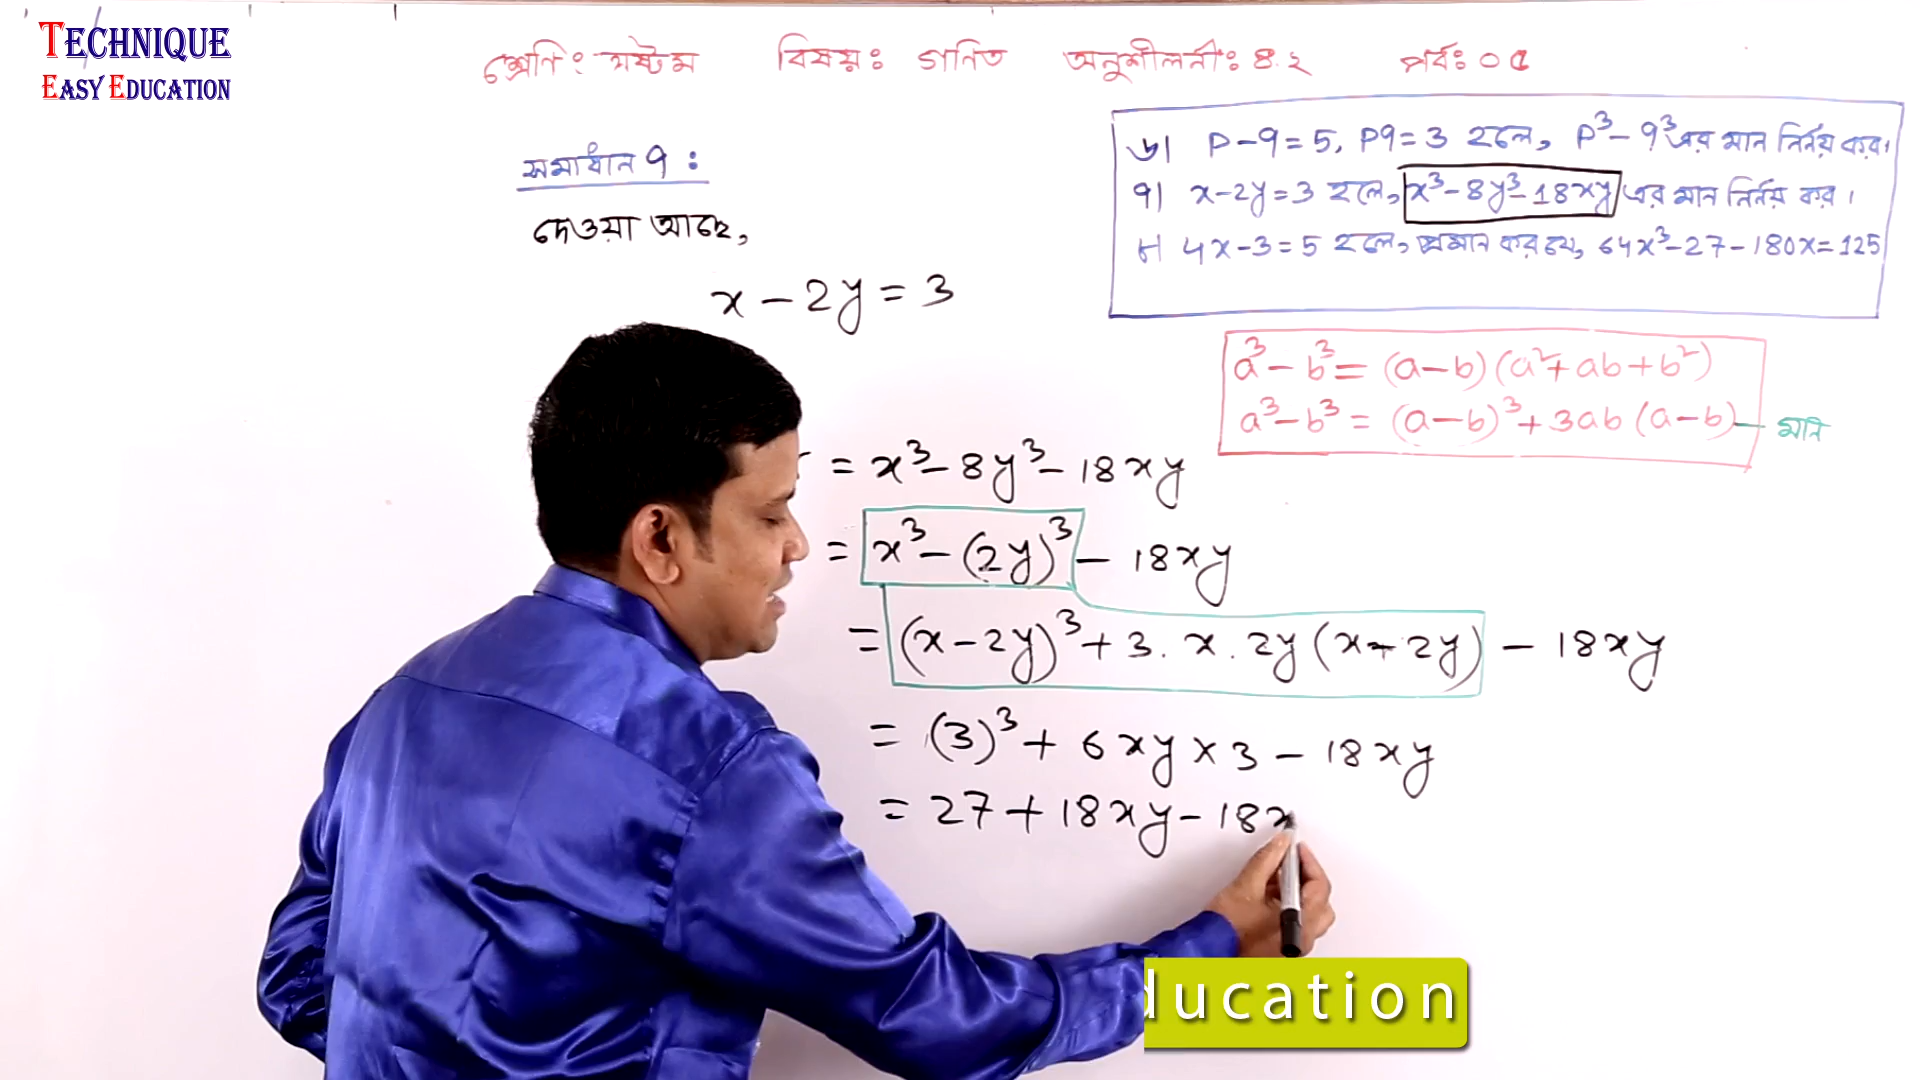 TECHNIQUE
EASY EDUCATION
শ্রেণি: অষ্টম বিষয়ঃ গনিত অনুশীলনীঃ ৪.২ পর্বঃ ০৫
৬। P-q=5, Pq=3 হলে, P³-q³ এর মান নির্নয় কর।
৭। x-2y=3 হলে, x³-8y³-18xy এর মান নির্নয় কর।
৮। 4x-3=5 হলে, প্রমান কর যে, 64x³-27-180x=125
সমাধান ৭:
দেওয়া আছে,
x-2y=3
a³-b³=(a-b)(a²+ab+b²)
a³-b³=(a-b)³+3ab(a-b) — মান
= x³-8y³-18xy
= x³-(2y)³-18xy
= (x-2y)³+3.x.2y(x-2y)-18xy
= (3)³+6xy×3-18xy
= 27+18xy-18x
ducation